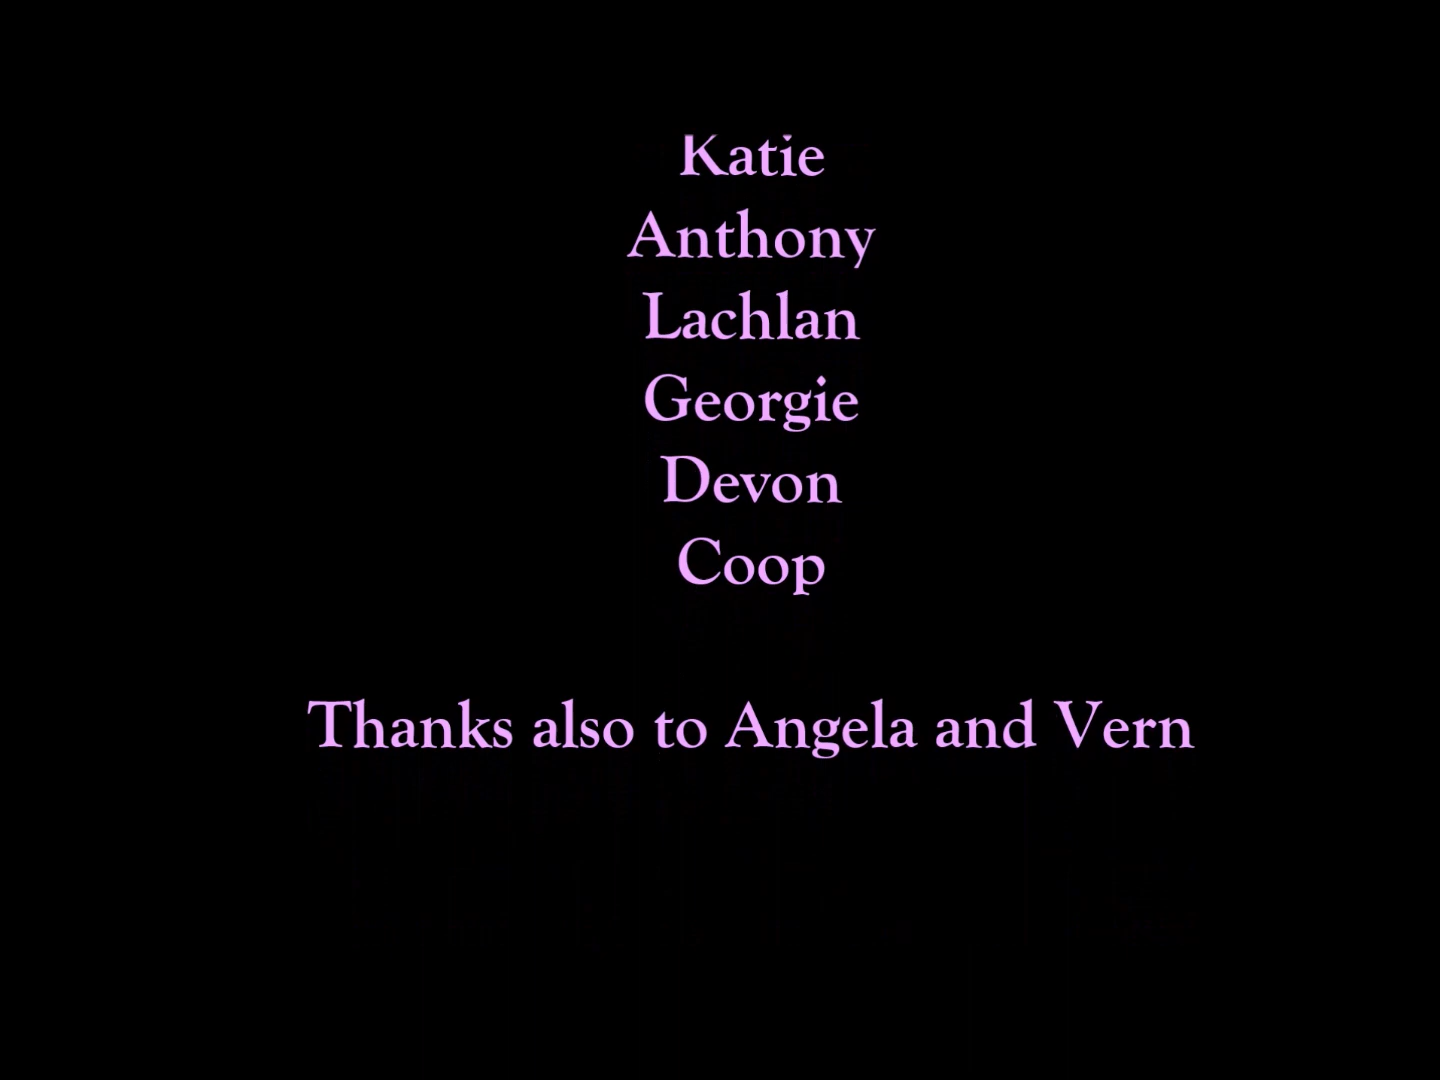 Katie
Anthony
Lachlan
Georgie
Devon
Coop
Thanks also to Angela and Vern